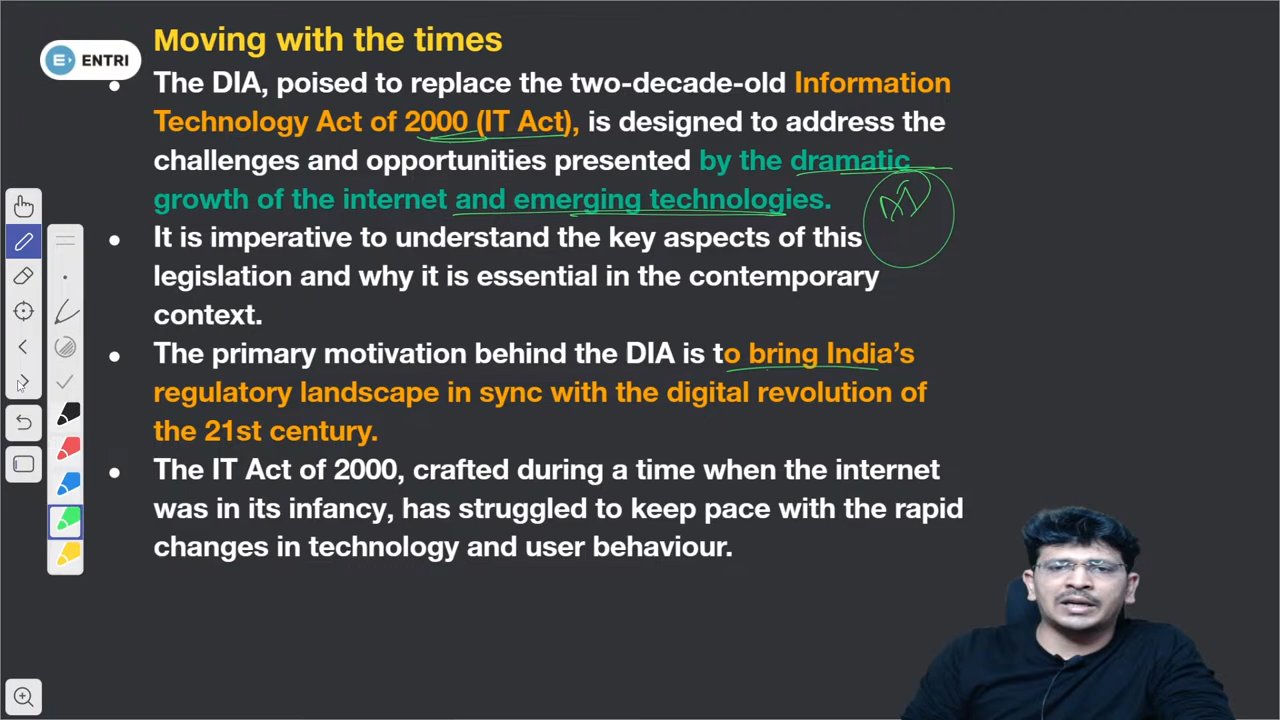 Moving with the times
ENTRI
The DIA, poised to replace the two-decade-old Information
Technology Act of 2000 (IT Act), is designed to address the
challenges and opportunities presented by the dramatic
growth of the internet and emerging technologies.
AI
It is imperative to understand the key aspects of this
legislation and why it is essential in the contemporary
context.
The primary motivation behind the DIA is to bring India’s
regulatory landscape in sync with the digital revolution of
the 21st century.
The IT Act of 2000, crafted during a time when the internet
was in its infancy, has struggled to keep pace with the rapid
changes in technology and user behaviour.